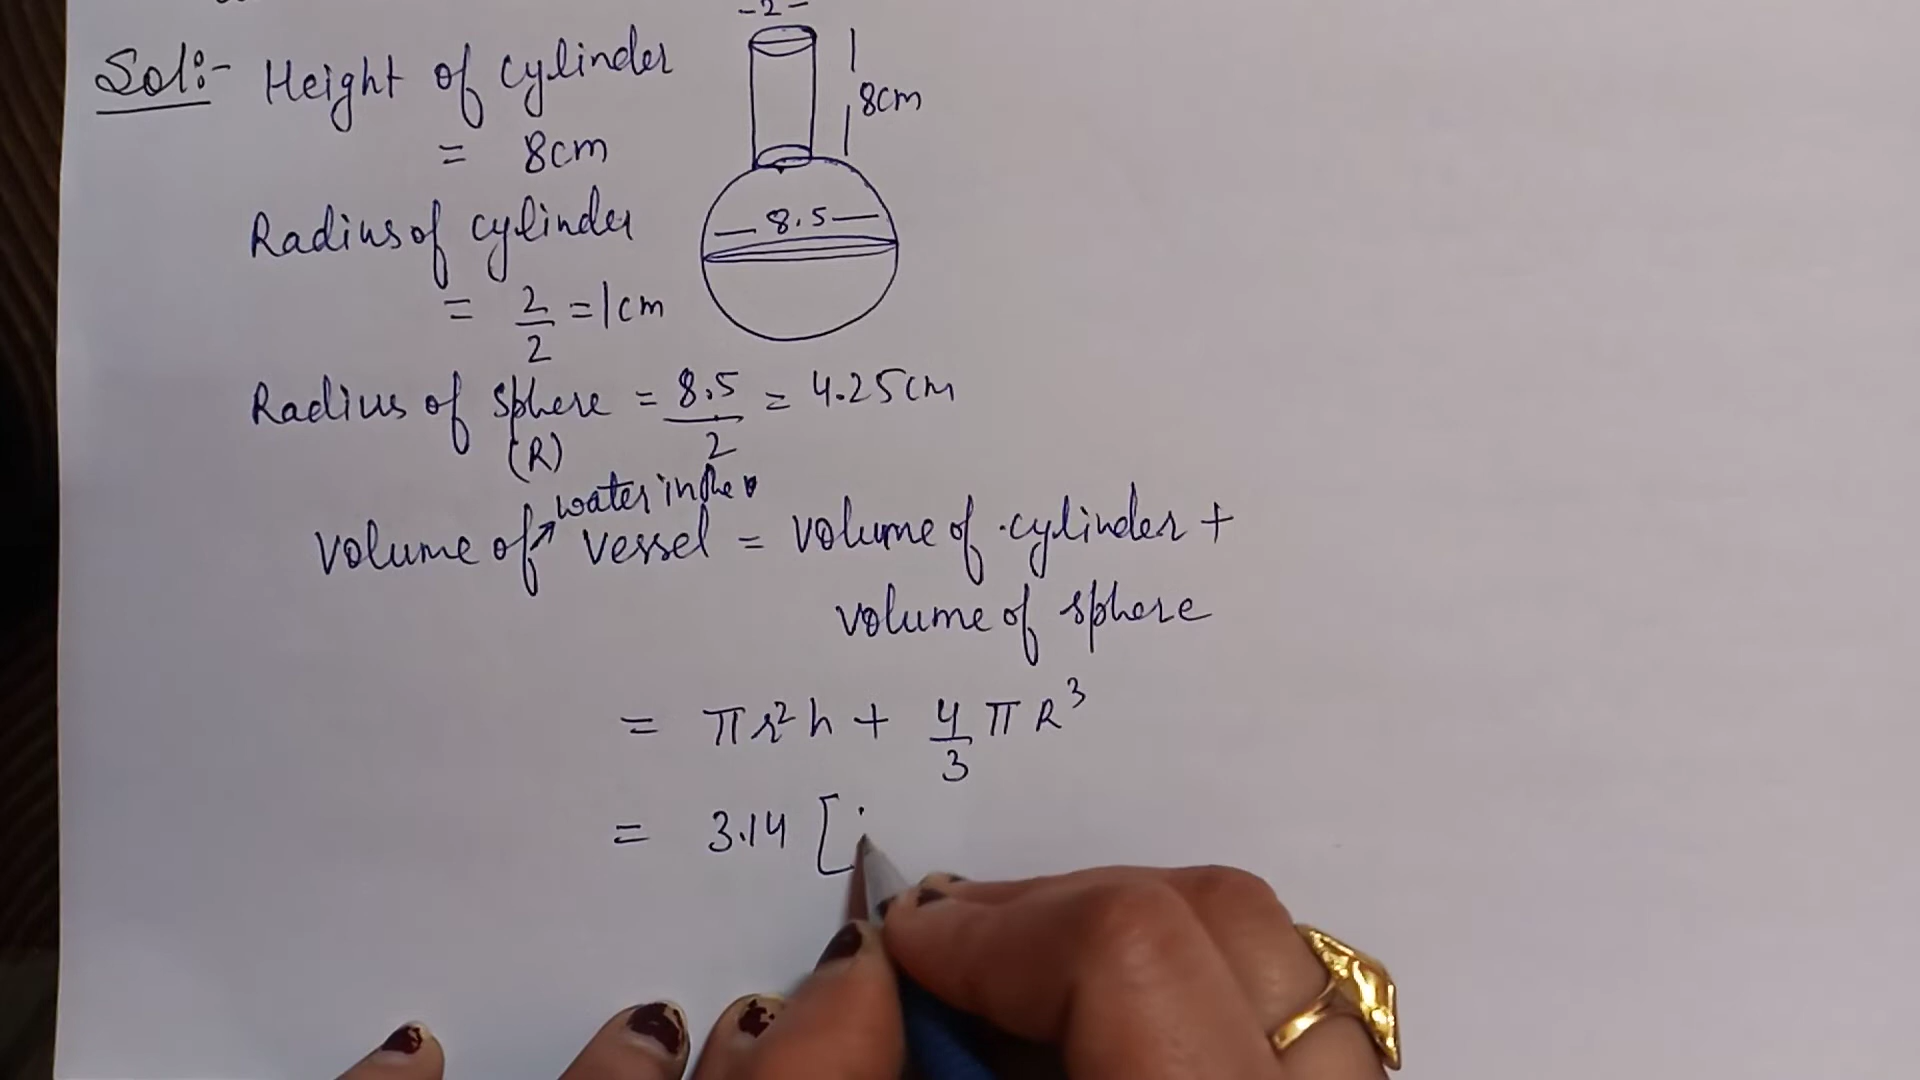 -2-
Sol:- Height of cylinder
8cm
= 8cm
Radius of cylinder
8.5
= 2/2 = 1cm
Radius of sphere = 8.5/2 = 4.25cm
(R)
water in the
Volume of vessel = volume of cylinder +
volume of sphere
= πr²h + 4/3 πR³
= 3.14 [